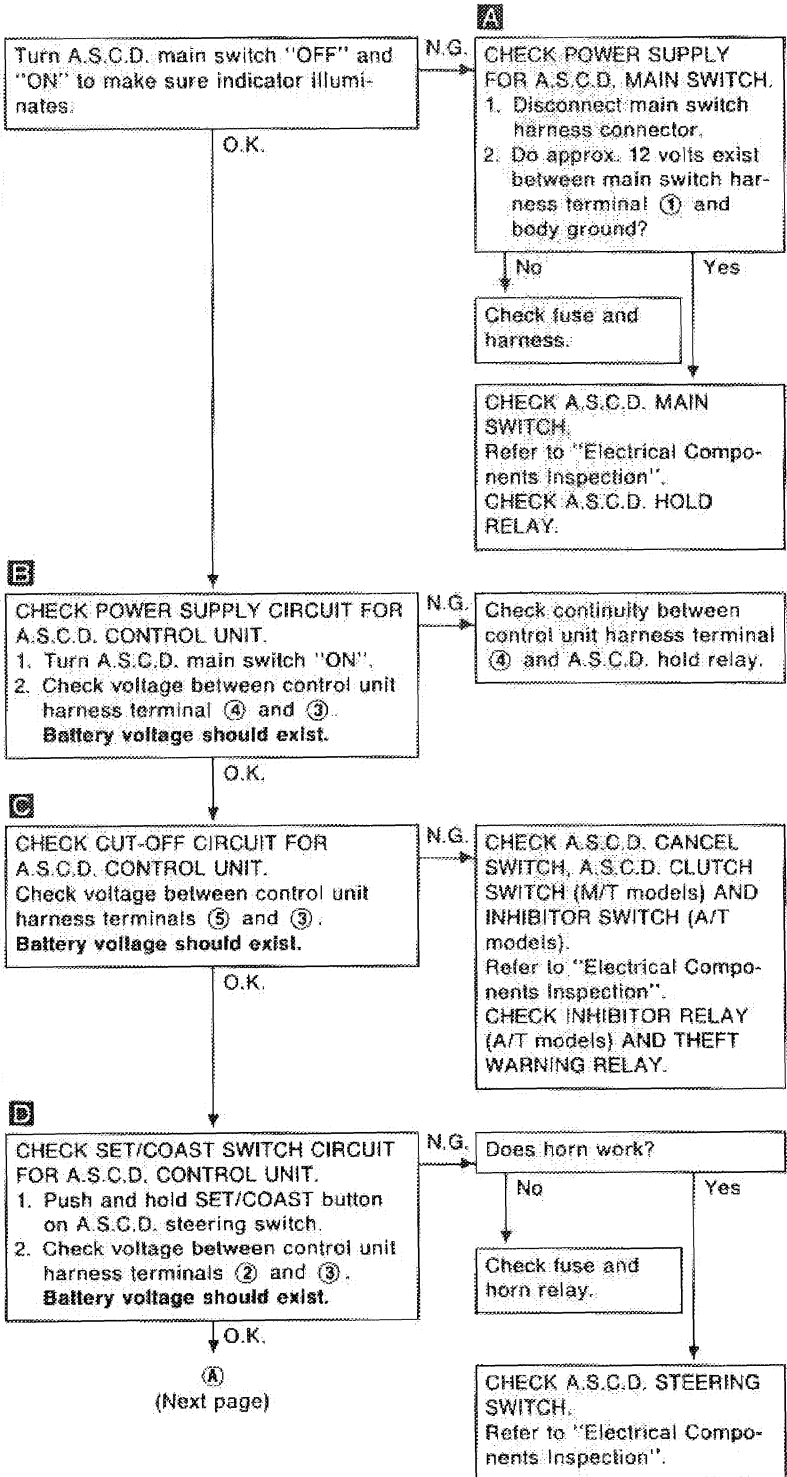 A
Turn A.S.C.D. main switch "OFF" and
"ON" to make sure indicator illumi-
nates.
N.G.
CHECK POWER SUPPLY
FOR A.S.C.D. MAIN SWITCH.
1. Disconnect main switch
harness connector.
2. Do approx. 12 volts exist
between main switch har-
ness terminal ① and
body ground?
O.K.
No
Yes
Check fuse and
harness.
CHECK A.S.C.D. MAIN
SWITCH.
Refer to "Electrical Compo-
nents Inspection".
CHECK A.S.C.D. HOLD
RELAY.
B
CHECK POWER SUPPLY CIRCUIT FOR
A.S.C.D. CONTROL UNIT.
1. Turn A.S.C.D. main switch "ON".
2. Check voltage between control unit
harness terminal ④ and ③.
Battery voltage should exist.
N.G.
Check continuity between
control unit harness terminal
④ and A.S.C.D. hold relay.
O.K.
C
CHECK CUT-OFF CIRCUIT FOR
A.S.C.D. CONTROL UNIT.
Check voltage between control unit
harness terminals ⑤ and ③.
Battery voltage should exist.
N.G.
CHECK A.S.C.D. CANCEL
SWITCH, A.S.C.D. CLUTCH
SWITCH (M/T models) AND
INHIBITOR SWITCH (A/T
models).
Refer to "Electrical Compo-
nents Inspection".
CHECK INHIBITOR RELAY
(A/T models) AND THEFT
WARNING RELAY.
O.K.
D
CHECK SET/COAST SWITCH CIRCUIT
FOR A.S.C.D. CONTROL UNIT.
1. Push and hold SET/COAST button
on A.S.C.D. steering switch.
2. Check voltage between control unit
harness terminals ② and ③.
Battery voltage should exist.
N.G.
Does horn work?
No
Yes
Check fuse and
horn relay.
O.K.
Ⓐ
(Next page)
CHECK A.S.C.D. STEERING
SWITCH.
Refer to "Electrical Compo-
nents Inspection".